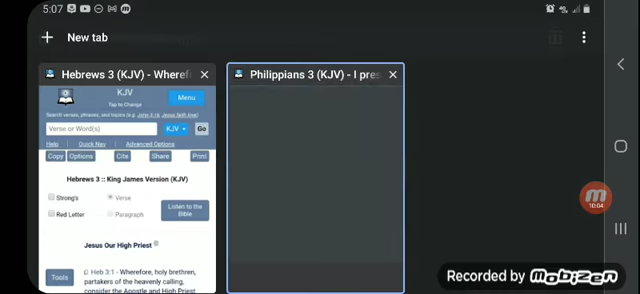 5:07
New tab
Hebrews 3 (KJV) - Wheref
Philippians 3 (KJV) - I pres
KJV
Tap to Change
Menu
Search verses, phrases, and topics (e.g. John 3:16, Jesus faith love)
Verse or Word(s)
KJV
Go
Help
Quick Nav
Advanced Options
Copy
Options
Cite
Share
Print
Hebrews 3 :: King James Version (KJV)
Strong's
Verse
Red Letter
Paragraph
Listen to the
Bible
Jesus Our High Priest
Tools
Heb 3:1 - Wherefore, holy brethren,
partakers of the heavenly calling,
consider the Apostle and High Priest
10:04
Recorded by Mobizen